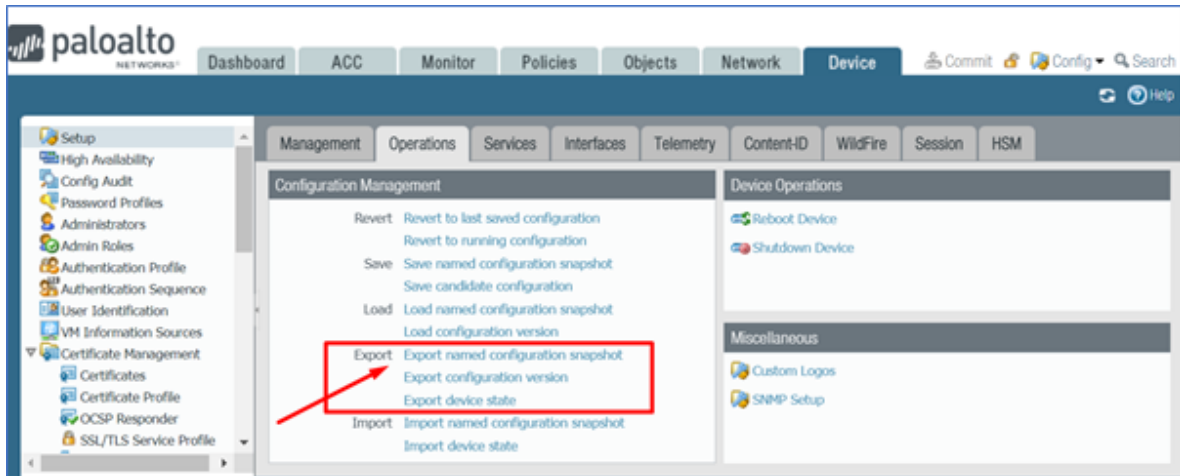 paloalto
NETWORKS
Dashboard ACC Monitor Policies Objects Network Device Commit Config Search
Help
Setup
High Availability
Config Audit
Password Profiles
Administrators
Admin Roles
Authentication Profile
Authentication Sequence
User Identification
VM Information Sources
Certificate Management
Certificates
Certificate Profile
OCSP Responder
SSL/TLS Service Profile
Management Operations Services Interfaces Telemetry Content-ID WildFire Session HSM
Configuration Management
Revert Revert to last saved configuration
Revert to running configuration
Save Save named configuration snapshot
Save candidate configuration
Load Load named configuration snapshot
Load configuration version
Export Export named configuration snapshot
Export configuration version
Export device state
Import Import named configuration snapshot
Import device state
Device Operations
Reboot Device
Shutdown Device
Miscellaneous
Custom Logos
SNMP Setup